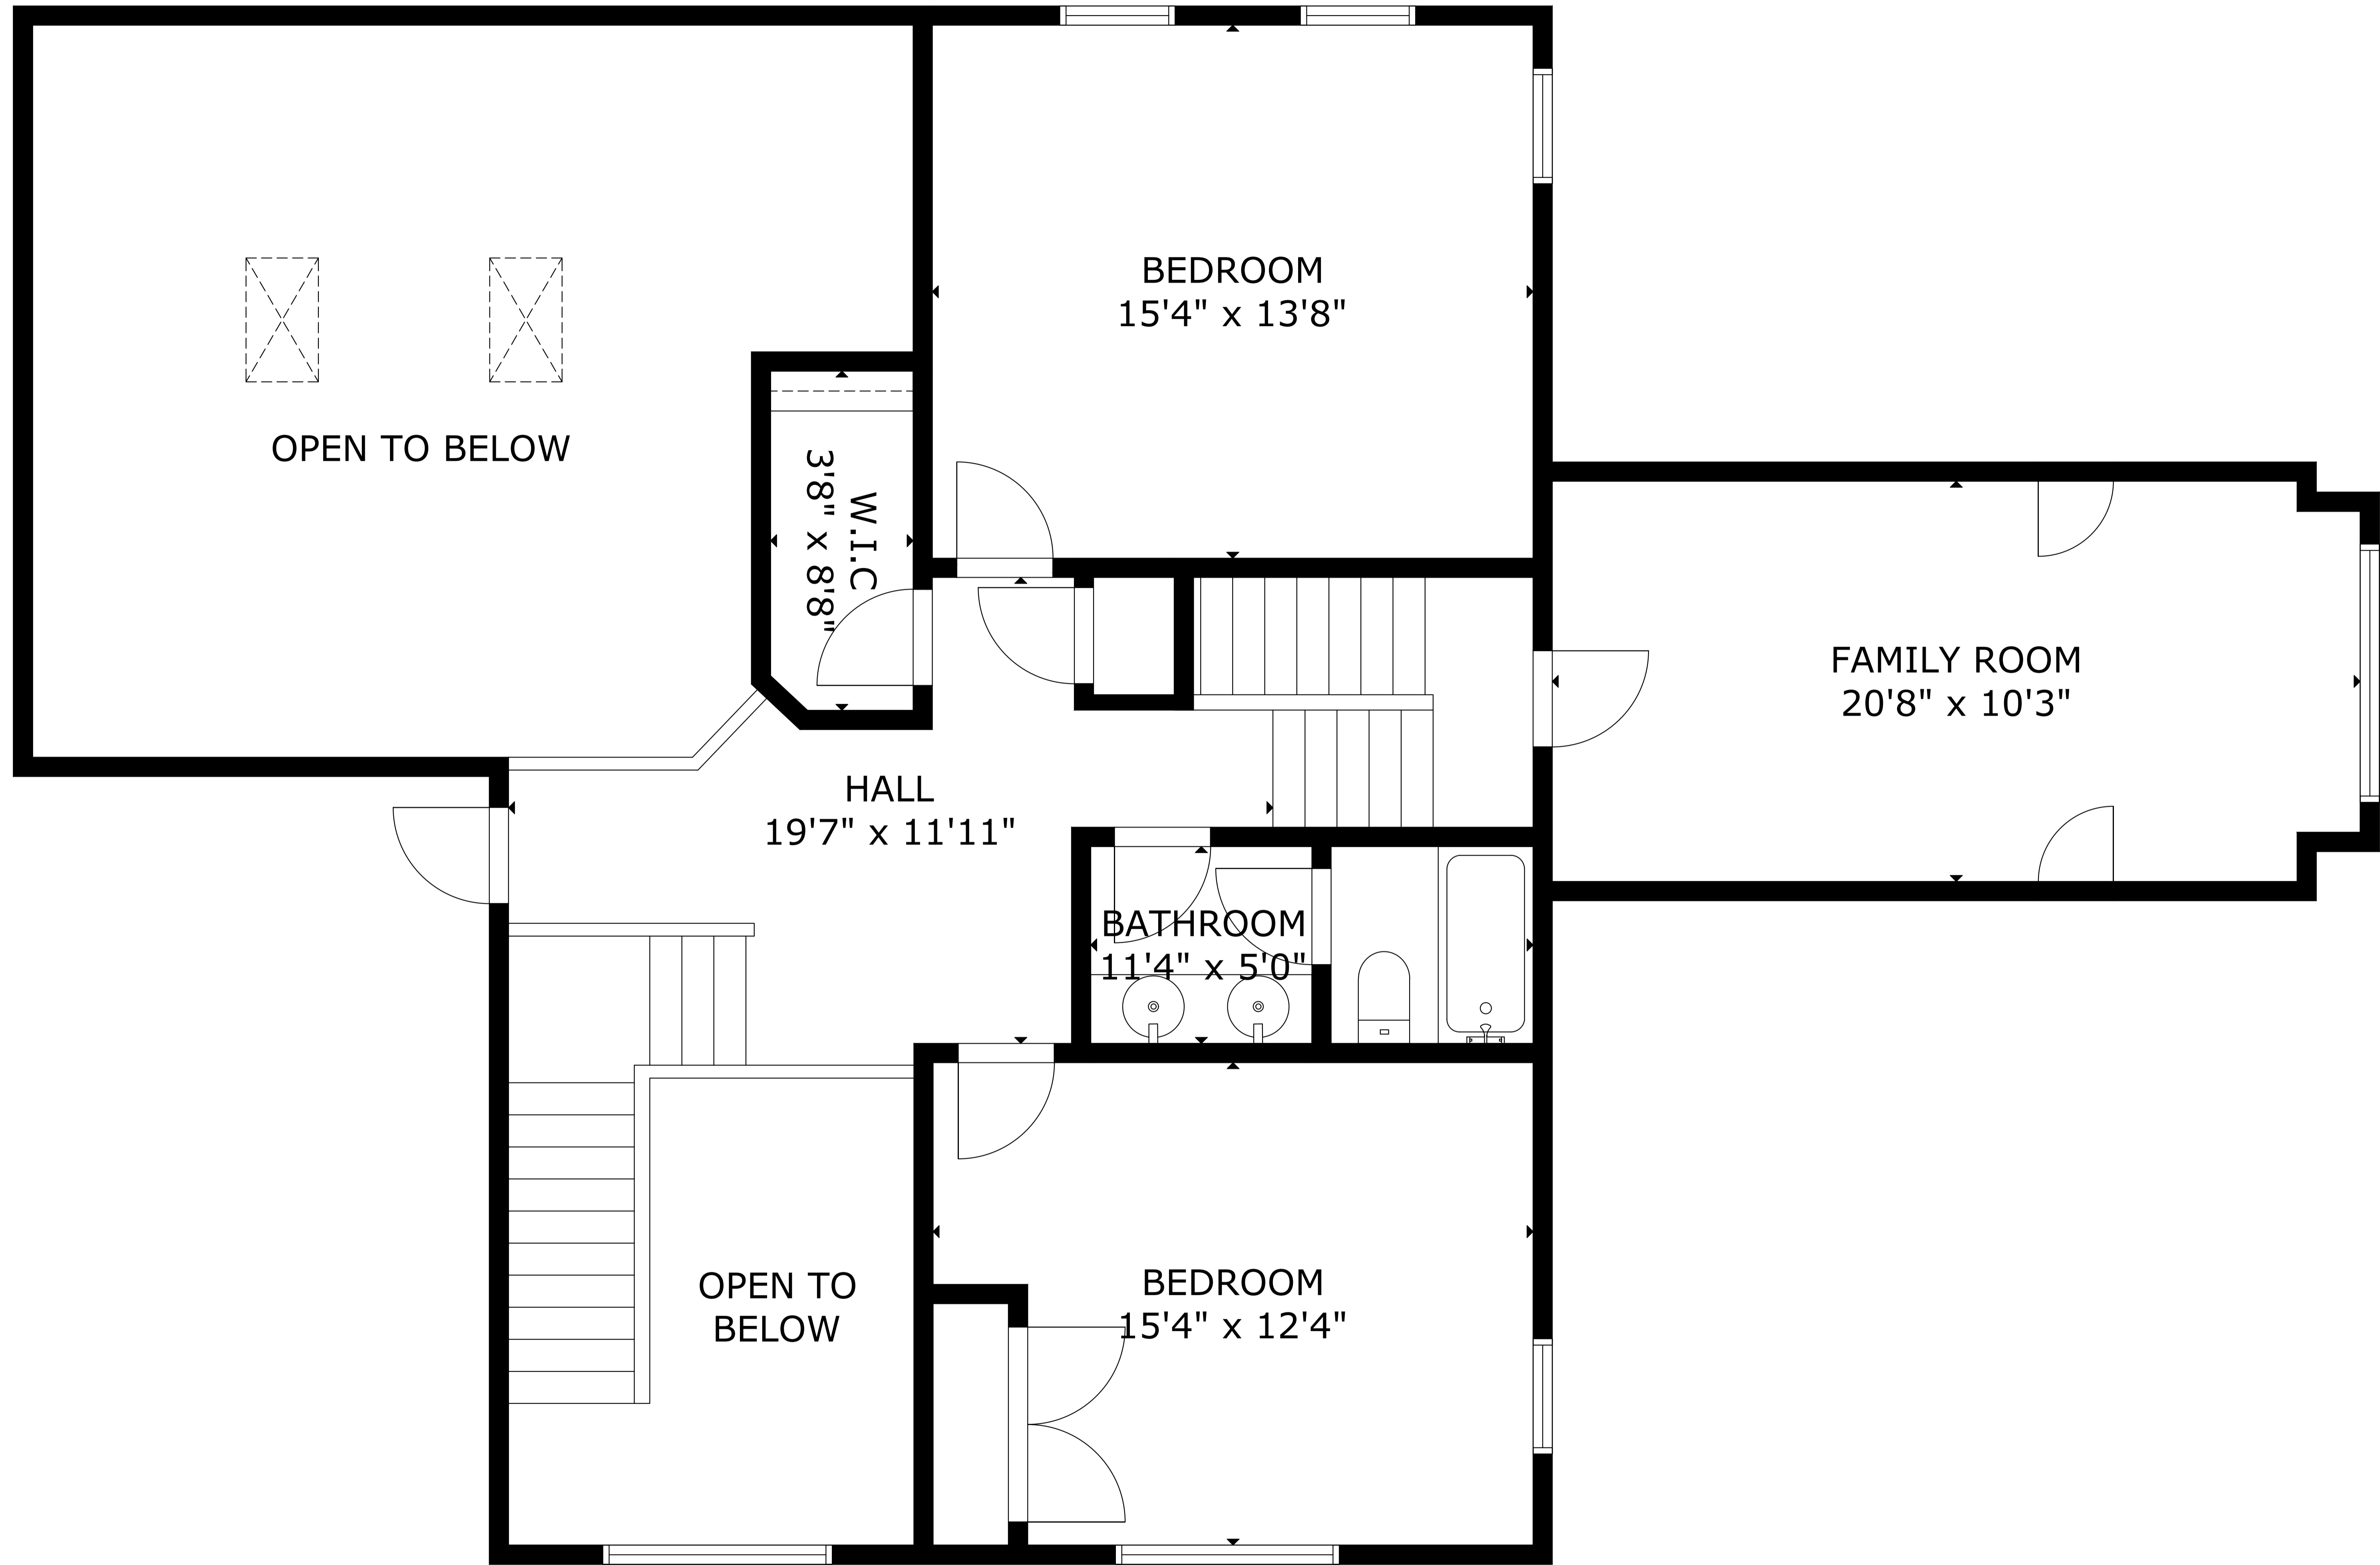 BEDROOM
15'4" x 13'8"
OPEN TO BELOW
W.I.C
3'8" x 8'8"
FAMILY ROOM
20'8" x 10'3"
HALL
19'7" x 11'11"
BATHROOM
11'4" x 5'0"
OPEN TO
BELOW
BEDROOM
15'4" x 12'4"